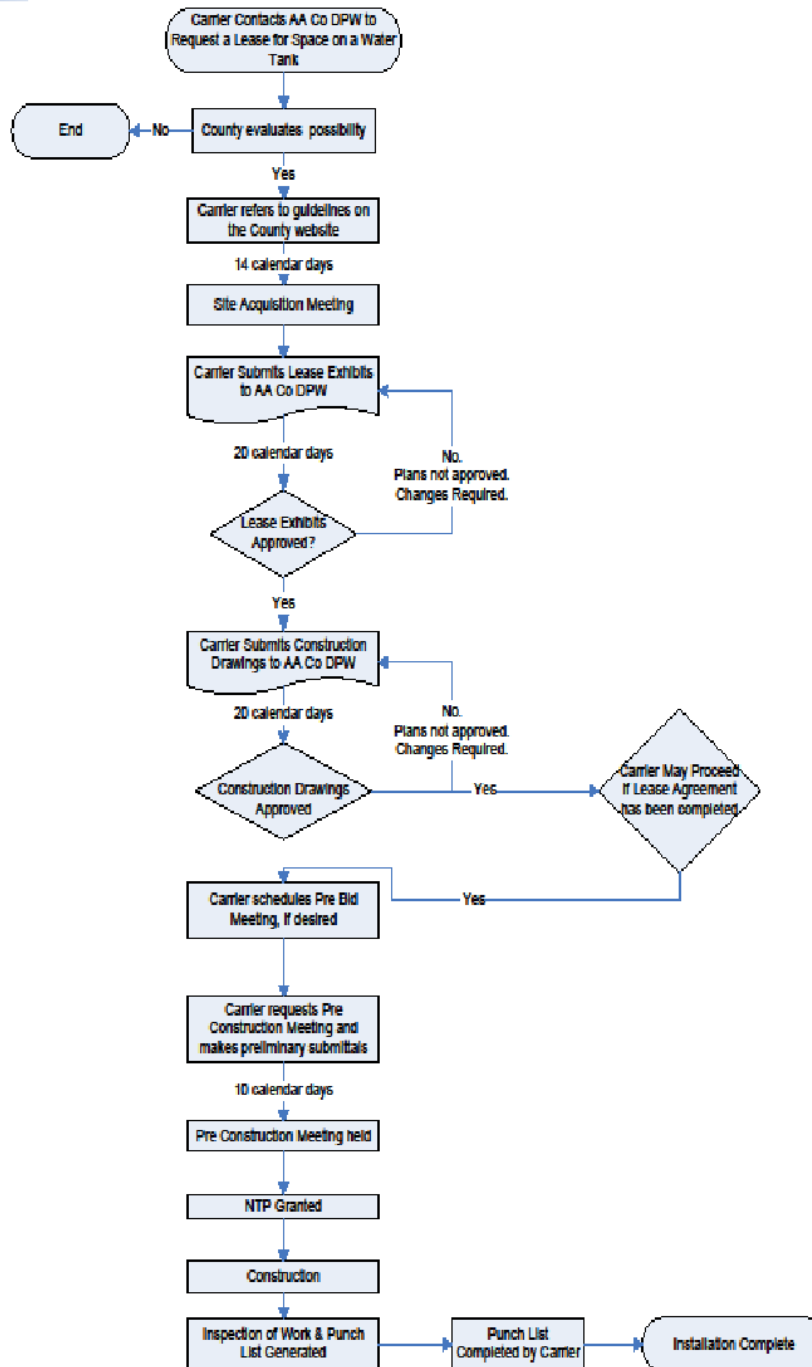 Carrier Contacts AA Co DPW to
Request a Lease for Space on a Water
Tank
End
No
County evaluates possibility
Yes
Carrier refers to guidelines on
the County website
14 calendar days
Site Acquisition Meeting
Carrier Submits Lease Exhibits
to AA Co DPW
20 calendar days
No.
Plans not approved.
Changes Required.
Lease Exhibits
Approved?
Yes
Carrier Submits Construction
Drawings to AA Co DPW
20 calendar days
No.
Plans not approved.
Changes Required.
Construction Drawings
Approved
Yes
Carrier May Proceed
If Lease Agreement
has been completed
Yes
Carrier schedules Pre Bid
Meeting, if desired
Carrier requests Pre
Construction Meeting and
makes preliminary submittals
10 calendar days
Pre Construction Meeting held
NTP Granted
Construction
Inspection of Work & Punch
List Generated
Punch List
Completed by Carrier
Installation Complete